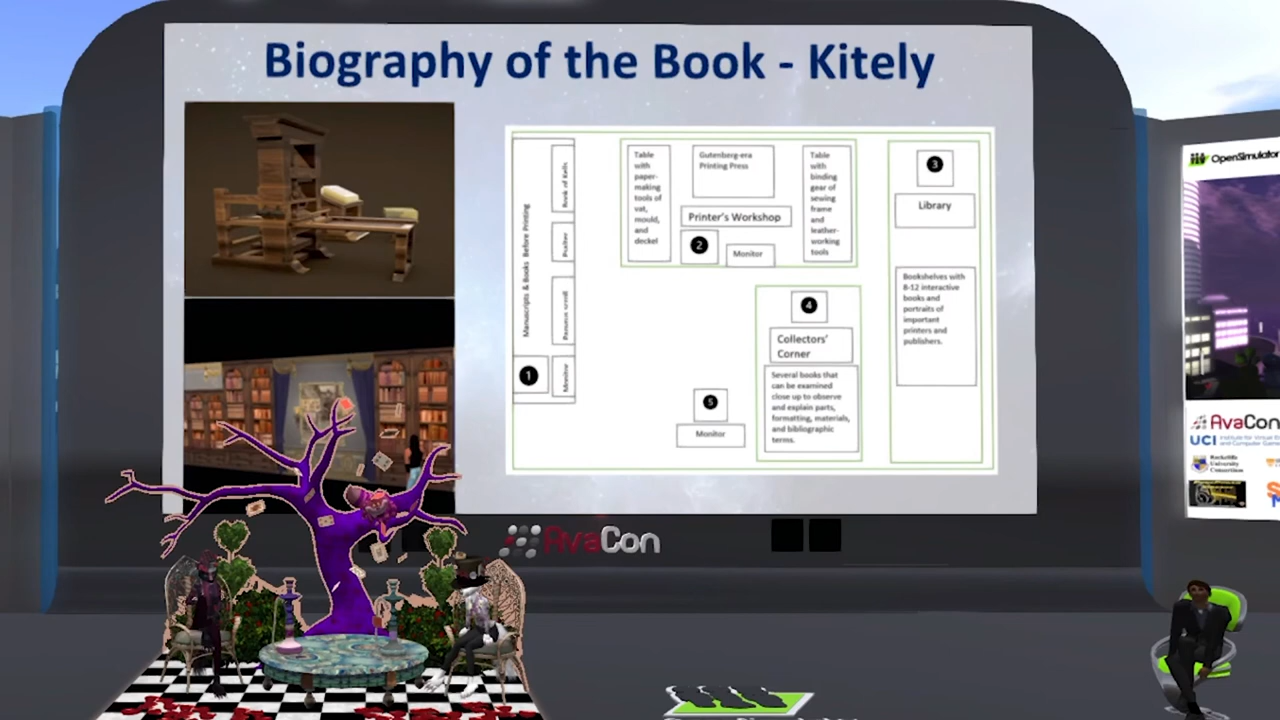 Biography of the Book - Kitely
Manuscripts & Books Before Printing
Book of Kells
Psalter
Papyrus scroll
Monitor
1
Table
with
paper-
making
tools of
vat,
mould,
and
deckel
Gutenberg-era
Printing Press
Table
with
binding
gear of
sewing
frame
and
leather-
working
tools
Printer's Workshop
2
Monitor
3
Library
Bookshelves with
8-12 interactive
books and
portraits of
important
printers and
publishers.
4
Collectors'
Corner
Several books that
can be examined
close up to observe
and explain parts,
formatting, materials,
and bibliographic
terms.
5
Monitor
AvaCon
OpenSimulator
AvaCon
UCI
Rockcliffe
University
Consortium